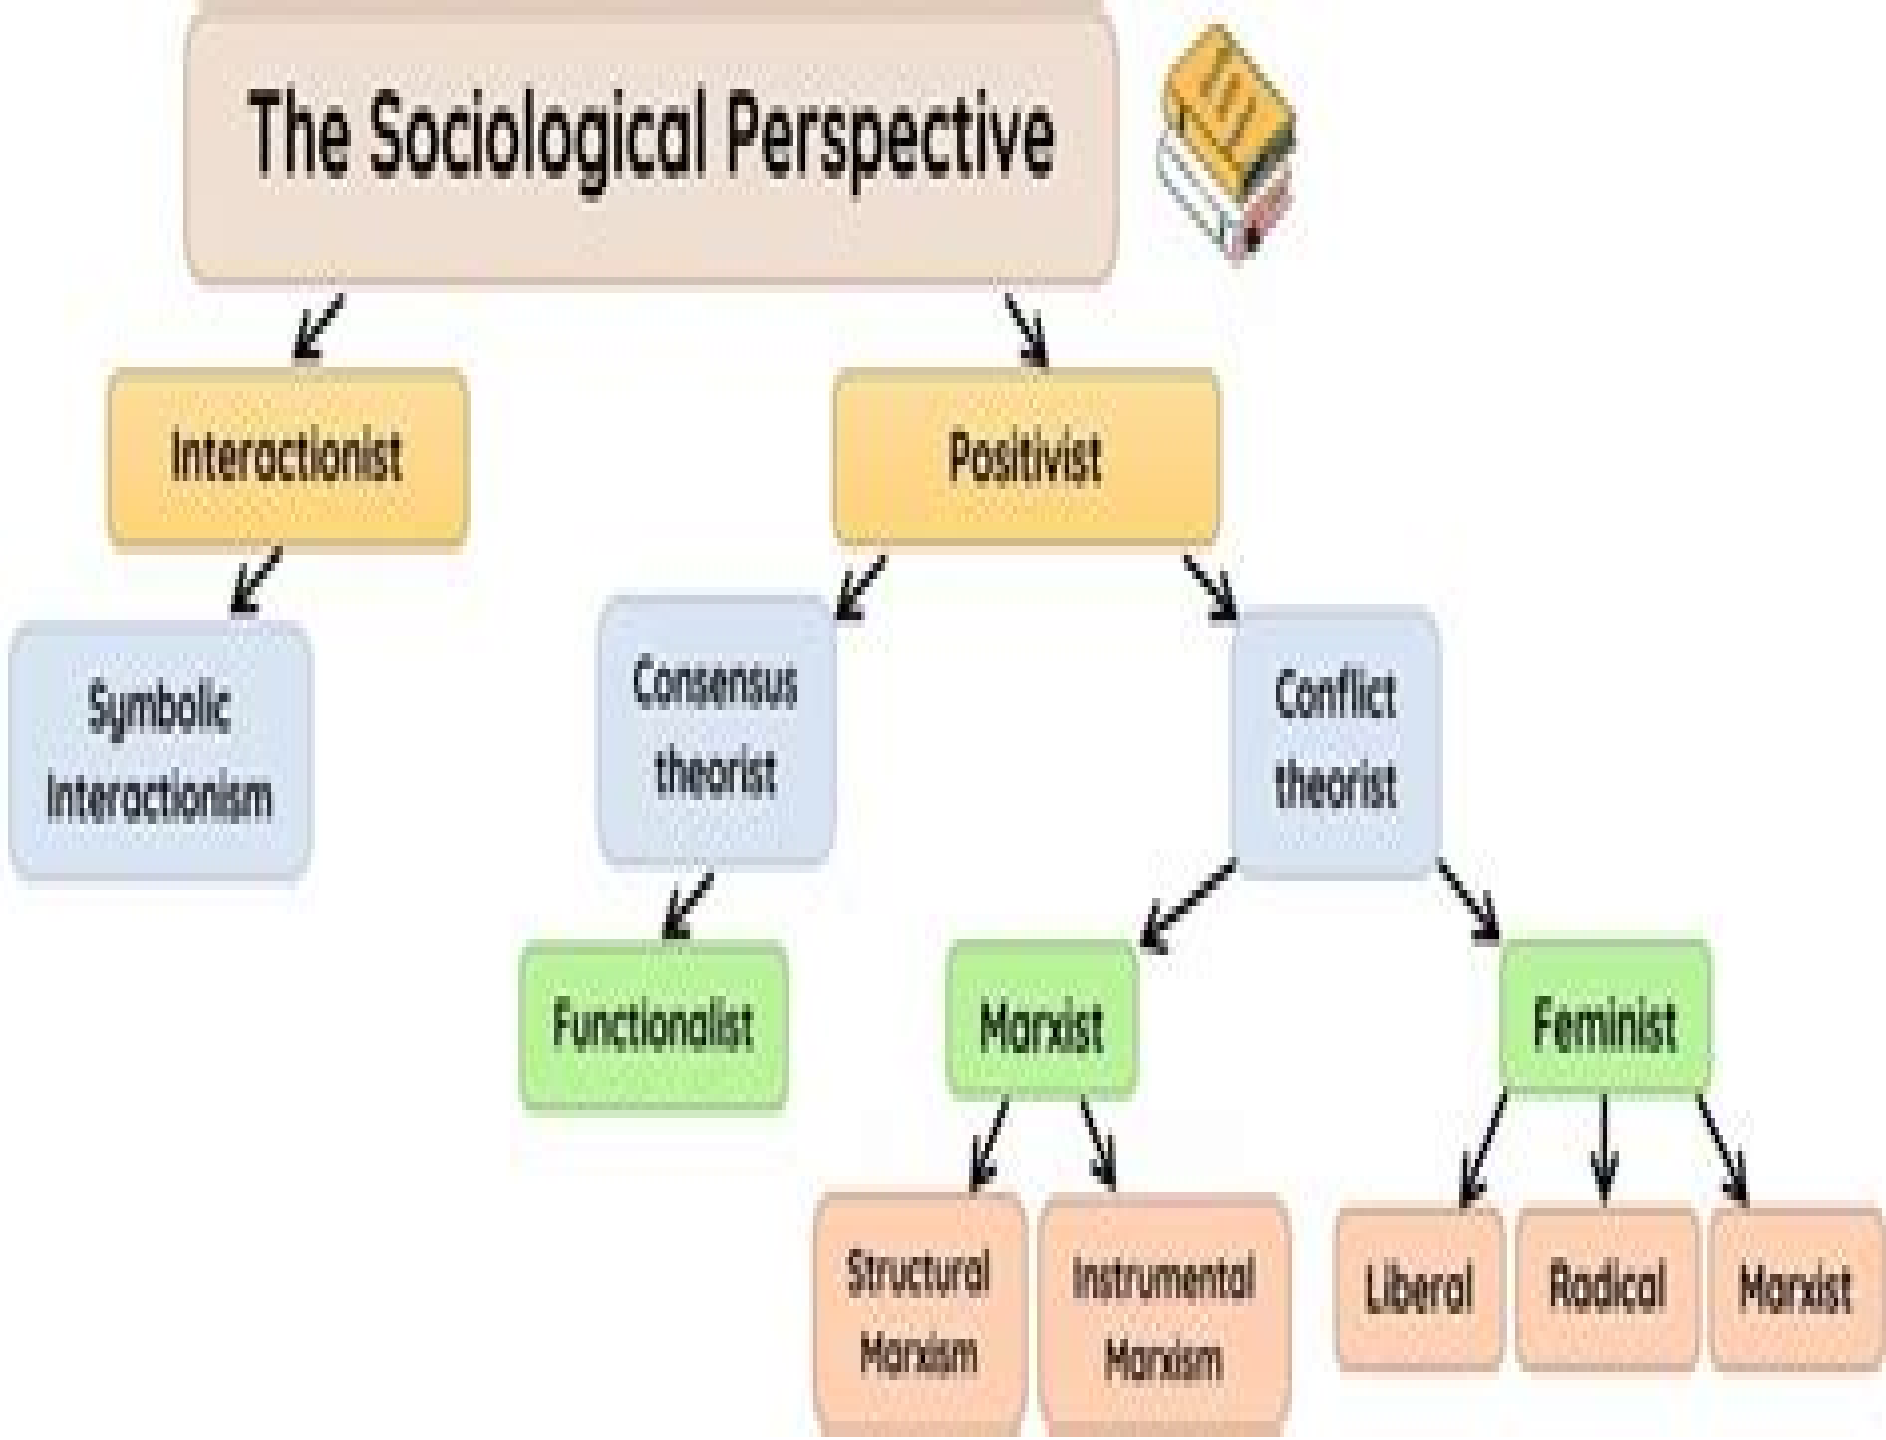 The Sociological Perspective
Interactionist
Positivist
Symbolic
Interactionism
Consensus
theorist
Conflict
theorist
Functionalist
Marxist
Feminist
Structural
Marxism
Instrumental
Marxism
Liberal
Radical
Marxist